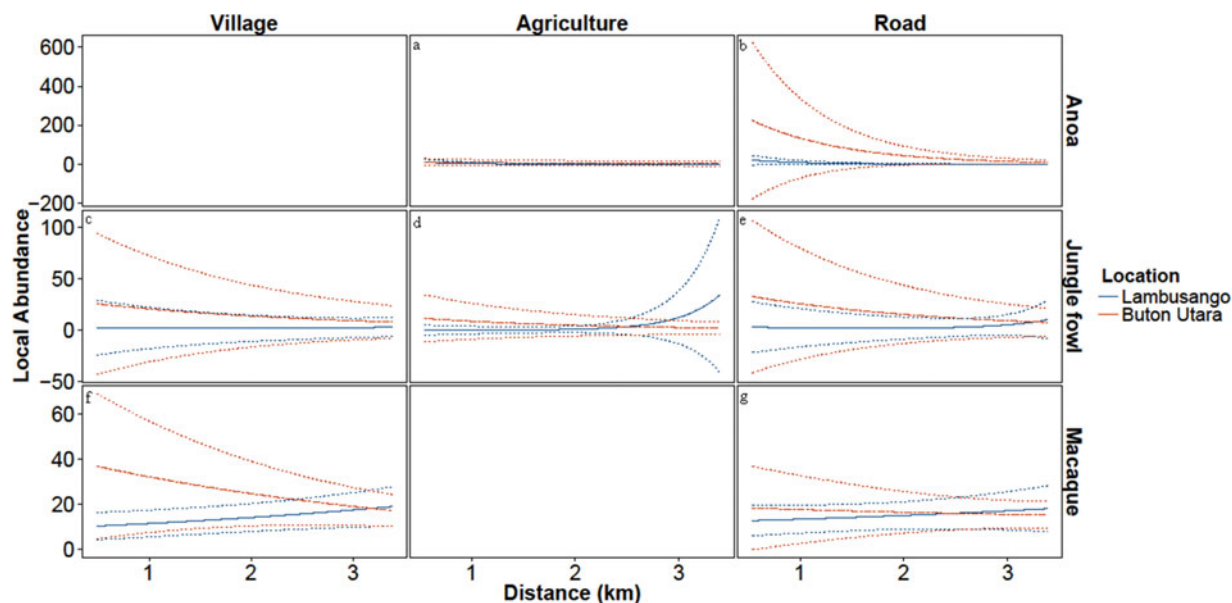 Village Agriculture Road
a
b
600
400
200
0
−200
Anoa
c
d
e
100
50
0
−50
Jungle fowl
Local Abundance
Location
Lambusango
Buton Utara
f
g
60
40
20
0
Macaque
1 2 3 1 2 3 1 2 3
Distance (km)